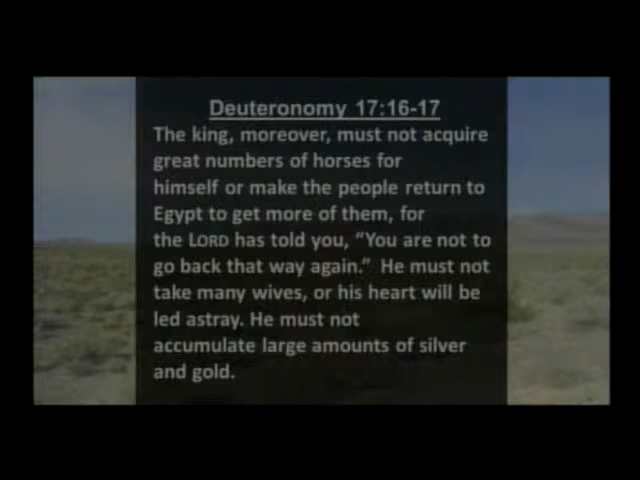 Deuteronomy 17:16-17
The king, moreover, must not acquire
great numbers of horses for
himself or make the people return to
Egypt to get more of them, for
the LORD has told you, “You are not to
go back that way again.”  He must not
take many wives, or his heart will be
led astray. He must not
accumulate large amounts of silver
and gold.